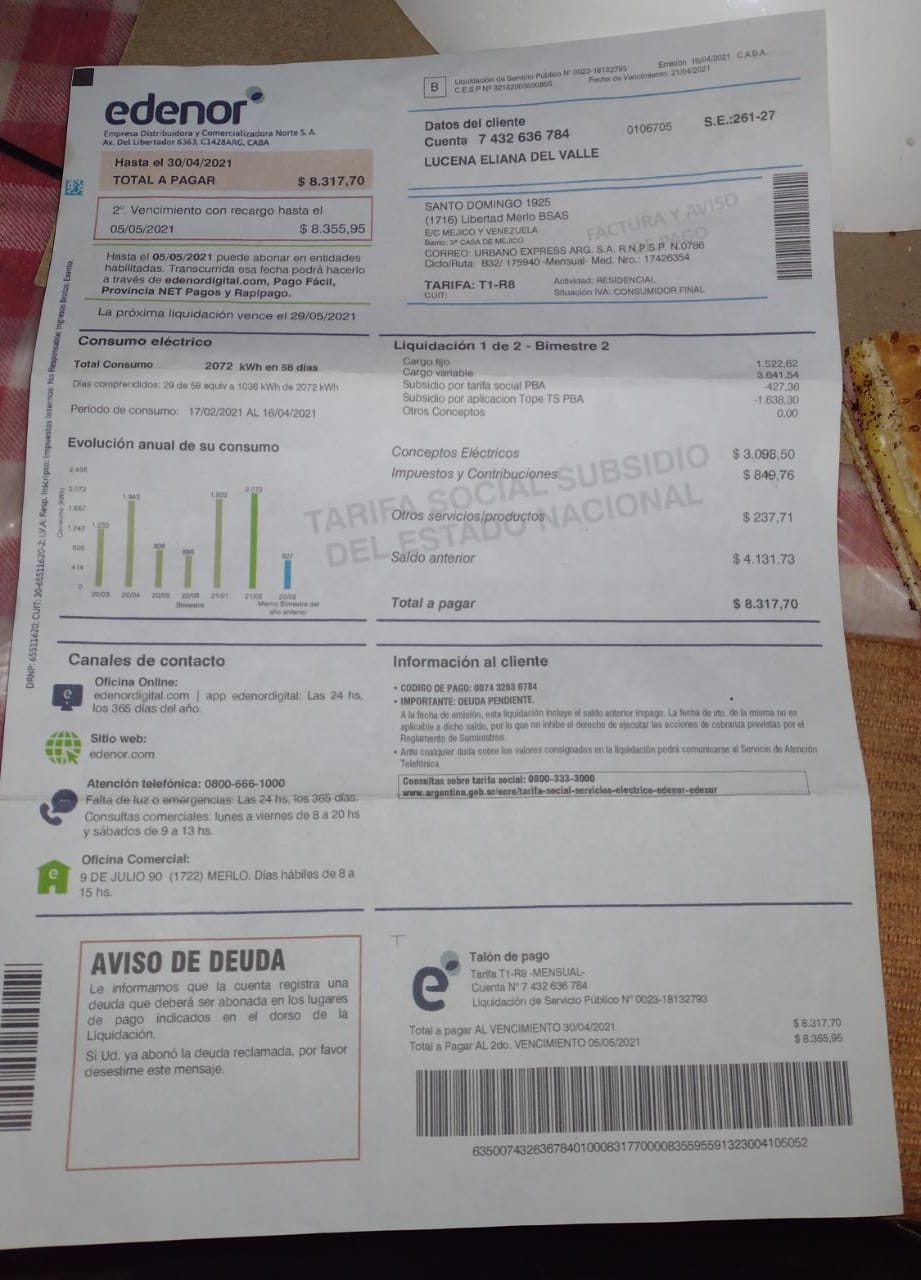 edenor
Empresa Distribuidora y Comercializadora Norte S. A.
Av. Del Libertador 6363, C1428ARG, CABA
Hasta el 30/04/2021
TOTAL A PAGAR $ 8.317,70
2º. Vencimiento con recargo hasta el
05/05/2021 $ 8.355,95
Hasta el 05/05/2021 puede abonar en entidades
habilitadas. Transcurrida esa fecha podrá hacerlo
a través de edenordigital.com, Pago Fácil,
Provincia NET Pagos y Rapipago.
La próxima liquidación vence el 29/05/2021
B
Liquidación de Servicio Público N° 0023-18132793 Emisión 16/04/2021 C.A.B.A.
C.E.S.P Nº Fecha de Vencimiento: 21/04/2021
Datos del cliente
Cuenta 7 432 636 784 0106705 S.E.:261-27
LUCENA ELIANA DEL VALLE
SANTO DOMINGO 1925
(1716) Libertad Merlo BSAS
E/C MEJICO Y VENEZUELA
Barrio: 3ª CASA DE MEJICO
CORREO: URBANO EXPRESS ARG. S.A. R.N.P.S.P. N.0766
Ciclo/Ruta: B32/ 175940 -Mensual- Med. Nro.: 17426354
FACTURA Y AVISO
PAGO
TARIFA: T1-R8 Actividad: RESIDENCIAL
CUIT: Situación IVA: CONSUMIDOR FINAL
Consumo eléctrico
Total Consumo 2072 kWh en 58 días
Días comprendidos: 29 de 58 equiv a 1036 kWh de 2072 kWh
Período de consumo: 17/02/2021 AL 16/04/2021
Evolución anual de su consumo
Consumo (kWh)
2.486
2.072
1.657
1.243
828
414
0
1.233
1.843
806
1.932
2.072
627
20/03 20/04 20/05 20/06 21/01 21/02 20/02
Bimestre
Mismo Bimestre del
año anterior
Liquidación 1 de 2 - Bimestre 2
Cargo fijo 1.522,62
Cargo variable 3.641,54
Subsidio por tarifa social PBA -427,36
Subsidio por aplicacion Tope TS PBA -1.638,30
Otros Conceptos 0,00
Conceptos Eléctricos $ 3.098,50
Impuestos y Contribuciones $ 849,76
Otros servicios/productos $ 237,71
Saldo anterior $ 4.131,73
Total a pagar $ 8.317,70
TARIFA SOCIAL SUBSIDIO
DEL ESTADO NACIONAL
DRNP: 65511620; CUIT: 30-65511620-2; I.V.A: Resp. Inscripto; Impuestos Internos: No Responsable; Ingresos Brutos: Exento.
Canales de contacto
Oficina Online:
edenordigital.com | app edenordigital: Las 24 hs,
los 365 días del año.
Sitio web:
edenor.com
Atención telefónica: 0800-666-1000
Falta de luz o emergencias: Las 24 hs, los 365 días.
Consultas comerciales: lunes a viernes de 8 a 20 hs
y sábados de 9 a 13 hs.
Oficina Comercial:
9 DE JULIO 90 (1722) MERLO. Días hábiles de 8 a
15 hs.
Información al cliente
• CODIGO DE PAGO: 0074 3263 6784
• IMPORTANTE: DEUDA PENDIENTE.
A la fecha de emisión, esta liquidación incluye el saldo anterior impago. La fecha de vto. de la misma no es
aplicable a dicho saldo, por lo que no inhibe el derecho de ejecutar las acciones de cobranza previstas por el
Reglamento de Suministros.
• Ante cualquier duda sobre los valores consignados en la liquidación podrá comunicarse al Servicio de Atención
Telefónica
Consultas sobre tarifa social: 0800-333-3000
www.argentina.gob.ar/enre/tarifa-social-servicios-electrico-edenor-edesur
AVISO DE DEUDA
Le informamos que la cuenta registra una
deuda que deberá ser abonada en los lugares
de pago indicados en el dorso de la
Liquidación.
Si Ud. ya abonó la deuda reclamada, por favor
desestime este mensaje.
e
Talón de pago
Tarifa T1-R8 -MENSUAL-
Cuenta N° 7 432 636 784
Liquidación de Servicio Público N° 0023-18132793
Total a pagar AL VENCIMIENTO 30/04/2021 $ 8.317,70
Total a Pagar AL 2do. VENCIMIENTO 05/05/2021 $ 8.355,95
63500743263678401000831770000835595591323004105052